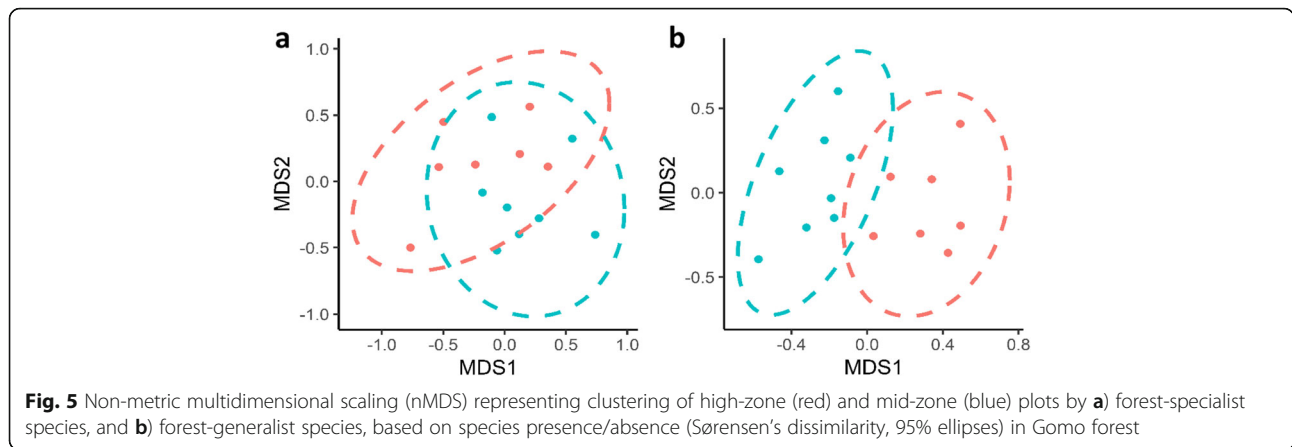 a
b
1.0
0.5
0.0
-0.5
-1.0
MDS2
-1.0 -0.5 0.0 0.5 1.0
MDS1
0.5
0.0
-0.5
MDS2
-0.4 0.0 0.4 0.8
MDS1
Fig. 5 Non-metric multidimensional scaling (nMDS) representing clustering of high-zone (red) and mid-zone (blue) plots by a) forest-specialist
species, and b) forest-generalist species, based on species presence/absence (Sørensen’s dissimilarity, 95% ellipses) in Gomo forest